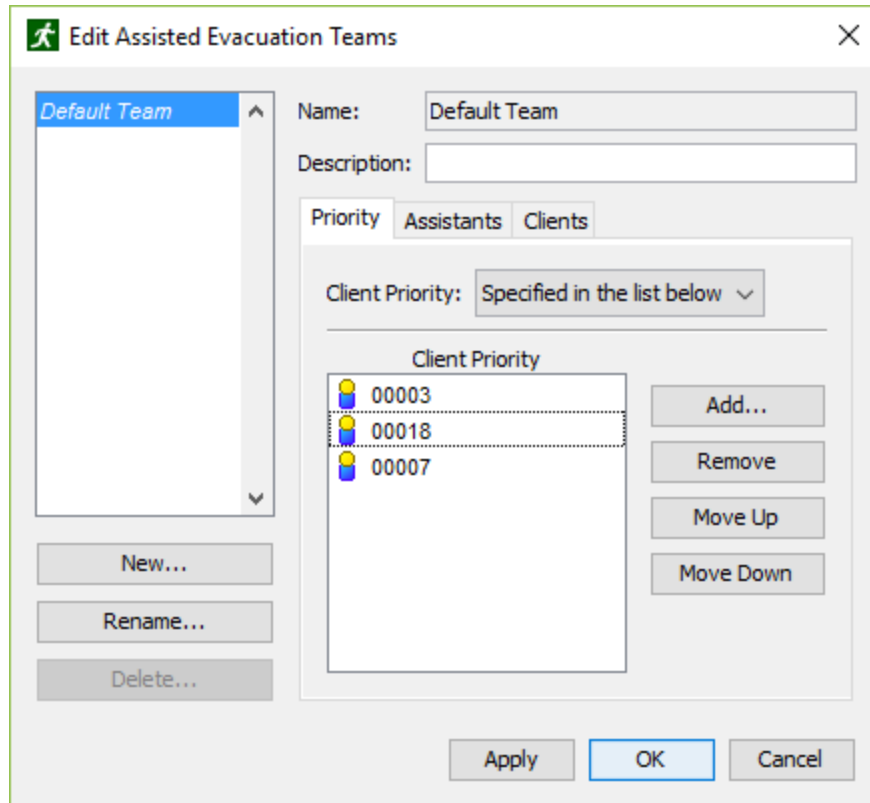 Edit Assisted Evacuation Teams
Default Team
Name: Default Team
Description:
Priority Assistants Clients
Client Priority: Specified in the list below
Client Priority
00003
00018
00007
Add...
Remove
Move Up
Move Down
New...
Rename...
Delete...
Apply OK Cancel